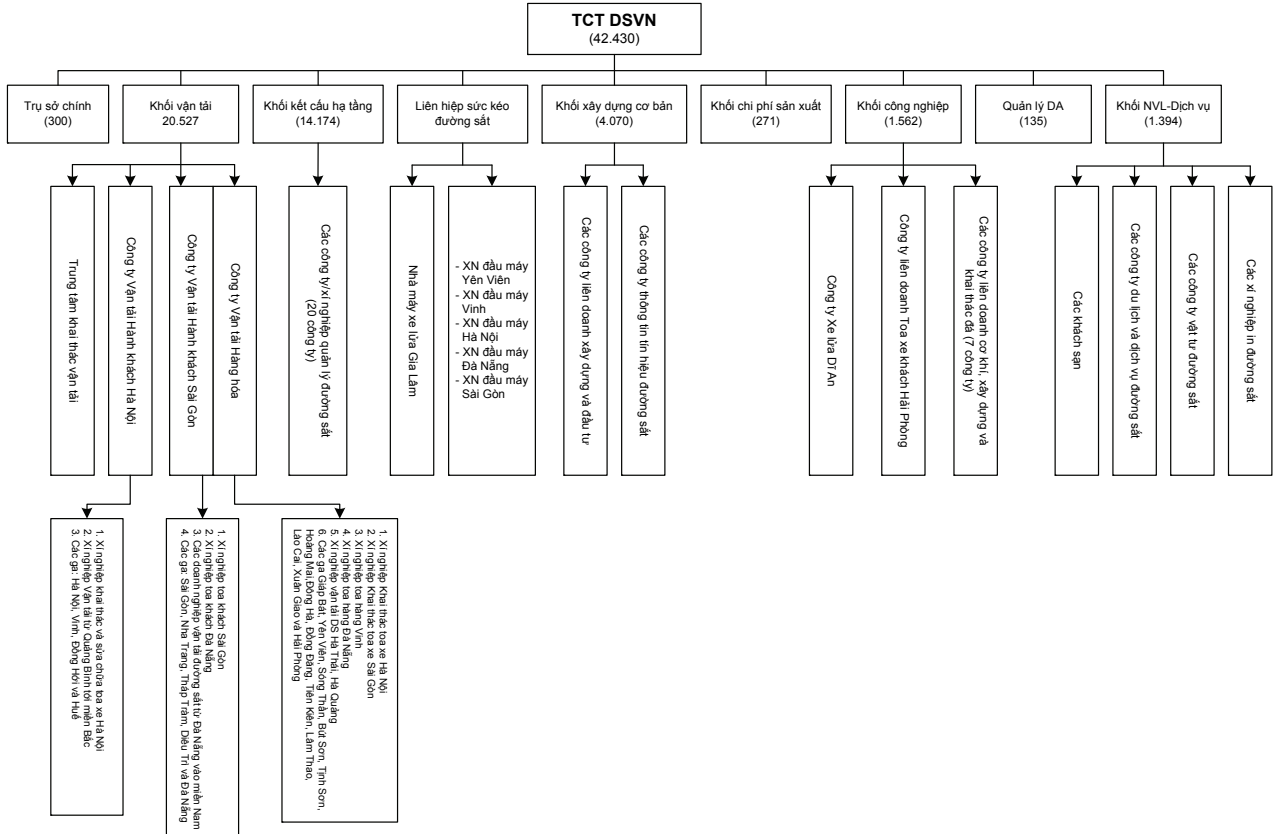 TCT DSVN
(42.430)
Trụ sở chính
(300)
Khối vận tải
20.527
Khối kết cấu hạ tầng
(14.174)
Liên hiệp sức kéo
đường sắt
Khối xây dựng cơ bản
(4.070)
Khối chi phí sản xuất
(271)
Khối công nghiệp
(1.562)
Quản lý DA
(135)
Khối NVL-Dịch vụ
(1.394)
Trung tâm khai thác vận tải
Công ty Vận tải Hành khách Hà Nội
Công ty Vận tải Hành khách Sài Gòn
Công ty Vận tải Hàng hóa
Các công ty/xí nghiệp quản lý đường sắt
(20 công ty)
Nhà máy xe lửa Gia Lâm
- XN đầu máy
Yên Viên
- XN đầu máy
Vinh
- XN đầu máy
Hà Nội
- XN đầu máy
Đà Nẵng
- XN đầu máy
Sài Gòn
Các công ty liên doanh xây dựng và đầu tư
Các công ty thông tin tín hiệu đường sắt
Công ty Xe lửa DĩAn
Công ty liên doanh Toa xe khách Hải Phòng
Các công ty liên doanh cơ khí, xây dựng và
khai thác đá (7 công ty)
Các khách sạn
Các công ty du lịch và dịch vụ đường sắt
Các công ty vật tư đường sắt
Các xí nghiệp in đường sắt
1. Xí nghiệp khai thác và sửa chữa toa xe Hà Nội
2. Xí nghiệp Vận tải từ Quảng Bình tới miền Bắc
3. Các ga: Hà Nội, Vinh, Đồng Hới và Huế
1. Xí nghiệp toa khách Sài Gòn
2. Xí nghiệp toa khách Đà Nẵng
3. Các doanh nghiệp vận tải đường sắt từ Đà Nẵng vào miền Nam
4. Các ga: Sài Gòn, Nha Trang, Tháp Tràm, Diêu Trì và Đà Nẵng
1. Xí nghiệp Khai thác toa xe Hà Nội
2. Xí nghiệp Khai thác toa xe Sài Gòn
3. Xí nghiệp toa hàng Vinh
4. Xí nghiệp toa hàng Đà Nẵng
5. Xí nghiệp vận tải DS Hà Thái, Hà Quảng
6. Các ga Giáp Bát, Yên Viên, Sóng Thần, Bút Sơn, Tịnh Sơn,
Hoàng Mai,Đông Hà, Đồng Đăng, Tiên Kiên, Lâm Thao,
Lào Cai, Xuân Giao và Hải Phòng